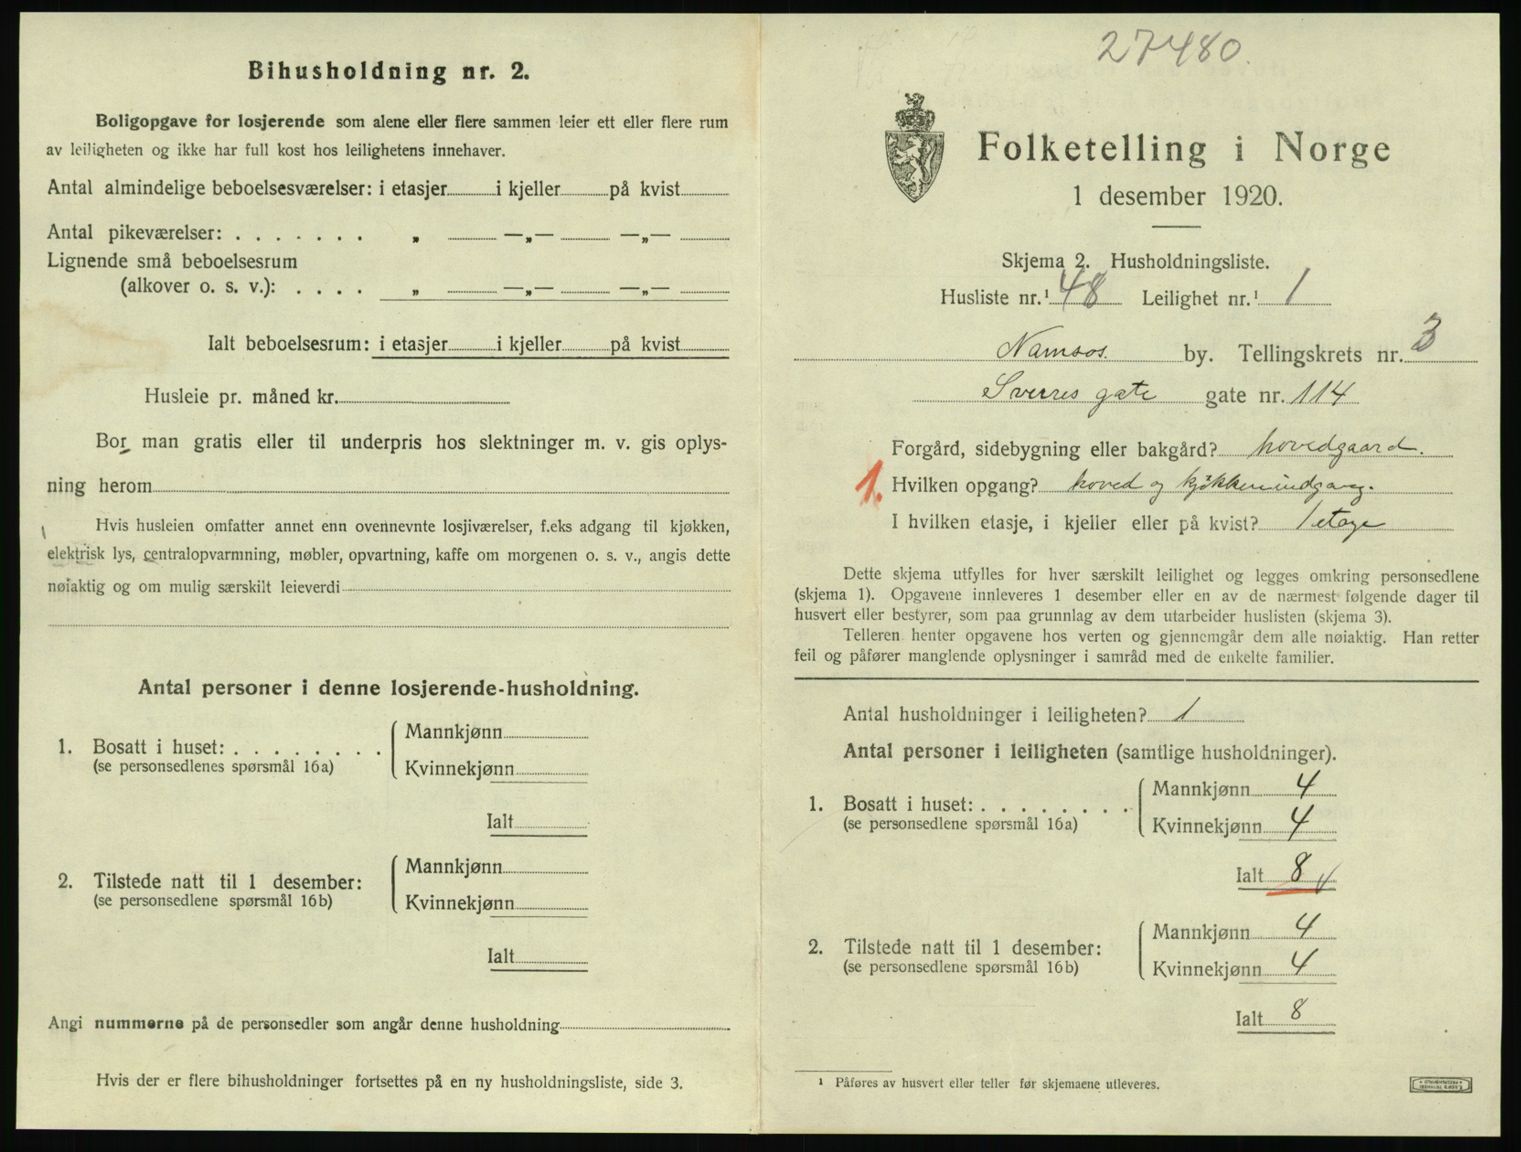 Bihusholdning nr. 2.
Boligopgave for losjerende som alene eller flere sammen leier ett eller flere rum
av leiligheten og ikke har full kost hos leilighetens innehaver.
Antal almindelige beboelsesværelser: i etasjer i kjeller på kvist
Antal pikeværelser: . . . . . . . „ —„— —„—
Lignende små beboelsesrum
(alkover o. s. v.): . . . . „ —„— —„—
Ialt beboelsesrum: i etasjer i kjeller på kvist
Husleie pr. måned kr.
Bor man gratis eller til underpris hos slektninger m. v. gis oplys-
ning herom
Hvis husleien omfatter annet enn ovennevnte losjiværelser, f.eks adgang til kjøkken,
elektrisk lys, centralopvarmning, møbler, opvartning, kaffe om morgenen o. s. v., angis dette
nøiaktig og om mulig særskilt leieverdi
Antal personer i denne losjerende-husholdning.
1. Bosatt i huset: . . . . . . . .
(se personsedlenes spørsmål 16a)
Mannkjønn
Kvinnekjønn
Ialt
2. Tilstede natt til 1 desember:
(se personsedlene spørsmål 16b)
Mannkjønn
Kvinnekjønn
Ialt
Angi nummerne på de personsedler som angår denne husholdning
Hvis der er flere bihusholdninger fortsettes på en ny husholdningsliste, side 3.
27480.
Folketelling i Norge
1 desember 1920.
Skjema 2. Husholdningsliste.
Husliste nr.¹ 48 Leilighet nr.¹ 1
Namsos. by. Tellingskrets nr. 3
Sverres gate gate nr. 114
Forgård, sidebygning eller bakgård? hovedgaard.
1. Hvilken opgang? hoved og kjøkkenindgang.
I hvilken etasje, i kjeller eller på kvist? 1 etage
Dette skjema utfylles for hver særskilt leilighet og legges omkring personsedlene
(skjema 1). Opgavene innleveres 1 desember eller en av de nærmest følgende dager til
husvert eller bestyrer, som paa grunnlag av dem utarbeider huslisten (skjema 3).
Telleren henter opgavene hos verten og gjennemgår dem alle nøiaktig. Han retter
feil og påfører manglende oplysninger i samråd med de enkelte familier.
Antal husholdninger i leiligheten? 1
Antal personer i leiligheten (samtlige husholdninger).
1. Bosatt i huset: . . . . . . . .
(se personsedlene spørsmål 16a)
Mannkjønn 4
Kvinnekjønn 4
Ialt 8
2. Tilstede natt til 1 desember:
(se personsedlene spørsmål 16b)
Mannkjønn 4
Kvinnekjønn 4
Ialt 8
¹ Påføres av husvert eller teller før skjemaene utleveres.